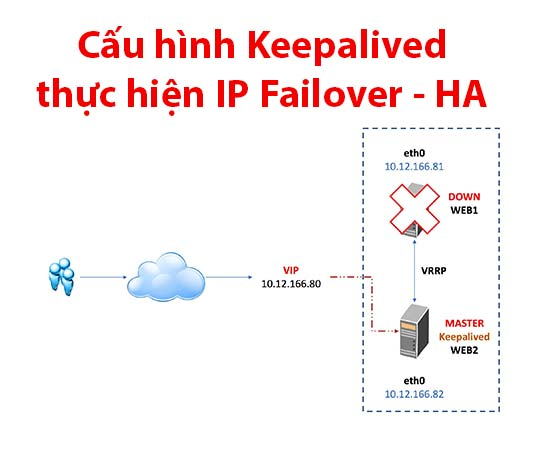 Cấu hình Keepalived
thực hiện IP Failover - HA
eth0
10.12.166.81
DOWN
WEB1
VIP
10.12.166.80
VRRP
MASTER
Keepalived
WEB2
eth0
10.12.166.82